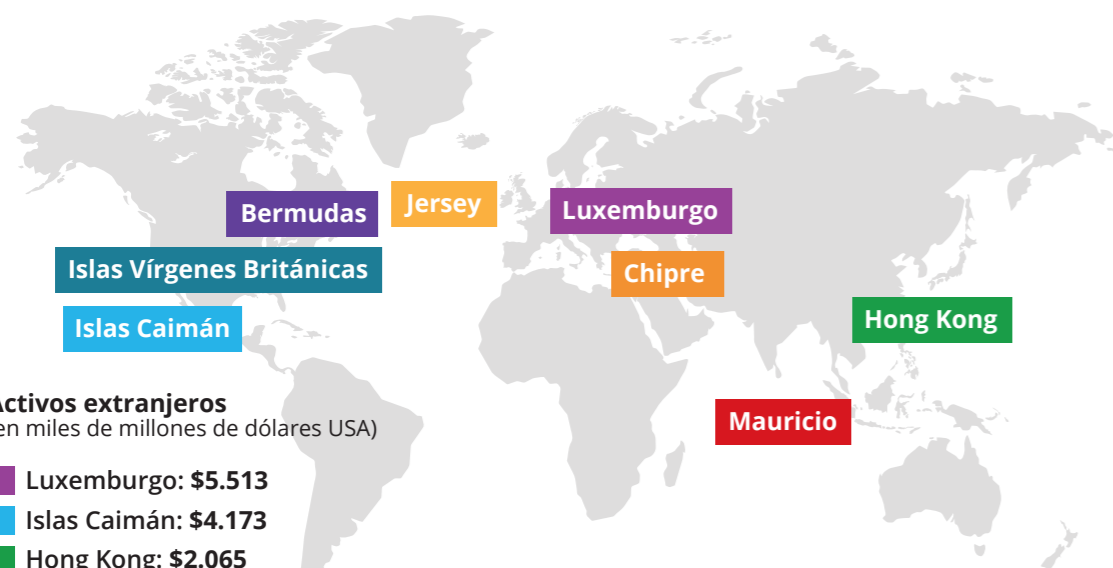 Bermudas
Jersey
Luxemburgo
Islas Vírgenes Británicas
Chipre
Islas Caimán
Hong Kong
Mauricio
Activos extranjeros
en miles de millones de dólares USA)
Luxemburgo: $5.513
Islas Caimán: $4.173
Hong Kong: $2.065